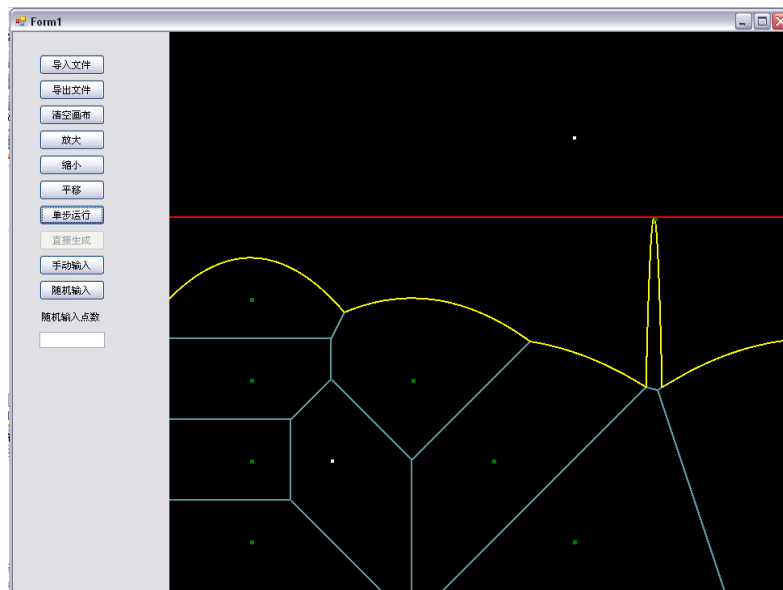 Form1
导入文件
导出文件
清空画布
放大
缩小
平移
单步运行
直接生成
手动输入
随机输入
随机输入点数